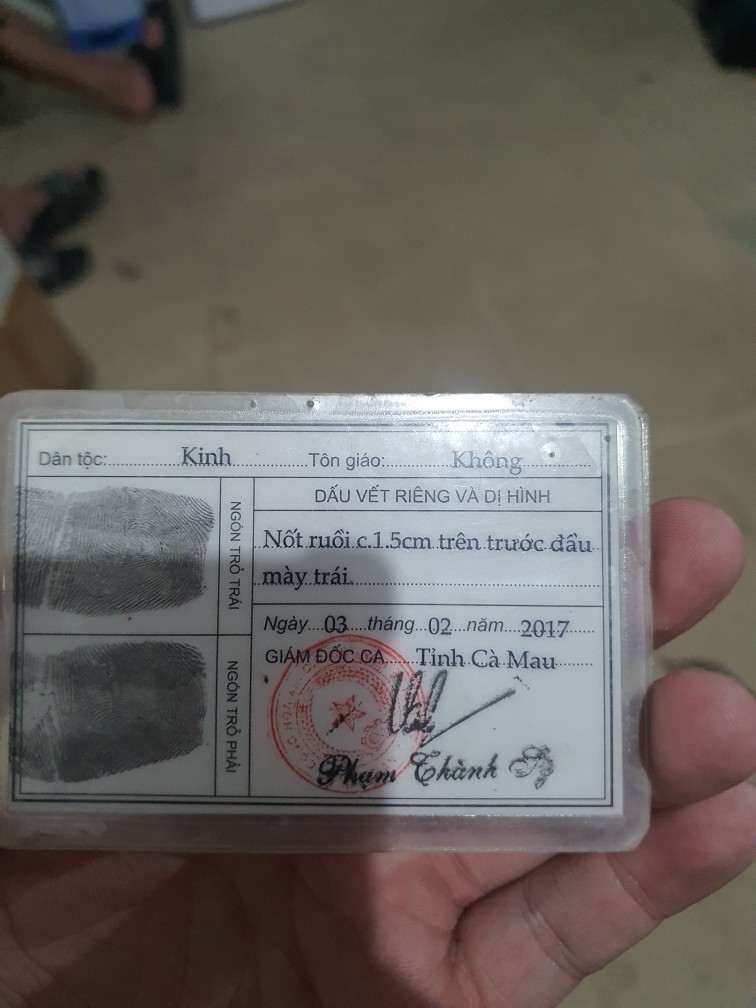 Dân tộc: Kinh Tôn giáo: Không
NGÓN TRỎ TRÁI
DẤU VẾT RIÊNG VÀ DỊ HÌNH
Nốt ruồi c.1.5cm trên trước đầu
mày trái.
NGÓN TRỎ PHẢI
Ngày 03 tháng 02 năm 2017
GIÁM ĐỐC CA Tỉnh Cà Mau
Phạm Thành